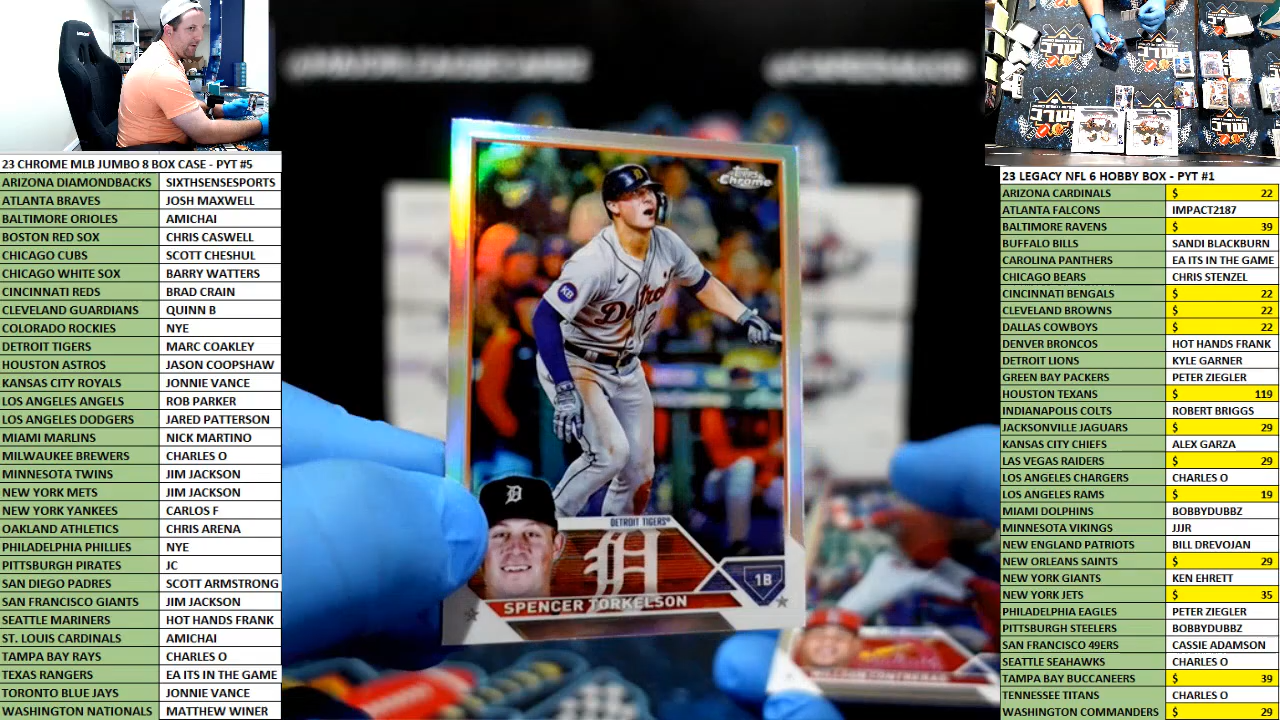 23 CHROME MLB JUMBO 8 BOX CASE - PYT #5
ARIZONA DIAMONDBACKS SIXTHSENSESPORTS
ATLANTA BRAVES JOSH MAXWELL
BALTIMORE ORIOLES AMICHAI
BOSTON RED SOX CHRIS CASWELL
CHICAGO CUBS SCOTT CHESHUL
CHICAGO WHITE SOX BARRY WATTERS
CINCINNATI REDS BRAD CRAIN
CLEVELAND GUARDIANS QUINN B
COLORADO ROCKIES NYE
DETROIT TIGERS MARC COAKLEY
HOUSTON ASTROS JASON COOPSHAW
KANSAS CITY ROYALS JONNIE VANCE
LOS ANGELES ANGELS ROB PARKER
LOS ANGELES DODGERS JARED PATTERSON
MIAMI MARLINS NICK MARTINO
MILWAUKEE BREWERS CHARLES O
MINNESOTA TWINS JIM JACKSON
NEW YORK METS JIM JACKSON
NEW YORK YANKEES CARLOS F
OAKLAND ATHLETICS CHRIS ARENA
PHILADELPHIA PHILLIES NYE
PITTSBURGH PIRATES JC
SAN DIEGO PADRES SCOTT ARMSTRONG
SAN FRANCISCO GIANTS JIM JACKSON
SEATTLE MARINERS HOT HANDS FRANK
ST. LOUIS CARDINALS AMICHAI
TAMPA BAY RAYS CHARLES O
TEXAS RANGERS EA ITS IN THE GAME
TORONTO BLUE JAYS JONNIE VANCE
WASHINGTON NATIONALS MATTHEW WINER
Topps
Chrome
KB
Detroit
D
DETROIT TIGERS
1B
SPENCER TORKELSON
23 LEGACY NFL 6 HOBBY BOX - PYT #1
ARIZONA CARDINALS $ 22
ATLANTA FALCONS IMPACT2187
BALTIMORE RAVENS $ 39
BUFFALO BILLS SANDI BLACKBURN
CAROLINA PANTHERS EA ITS IN THE GAME
CHICAGO BEARS CHRIS STENZEL
CINCINNATI BENGALS $ 22
CLEVELAND BROWNS $ 22
DALLAS COWBOYS $ 22
DENVER BRONCOS HOT HANDS FRANK
DETROIT LIONS KYLE GARNER
GREEN BAY PACKERS PETER ZIEGLER
HOUSTON TEXANS $ 119
INDIANAPOLIS COLTS ROBERT BRIGGS
JACKSONVILLE JAGUARS $ 29
KANSAS CITY CHIEFS ALEX GARZA
LAS VEGAS RAIDERS $ 29
LOS ANGELES CHARGERS CHARLES O
LOS ANGELES RAMS $ 19
MIAMI DOLPHINS BOBBYDUBBZ
MINNESOTA VIKINGS JJJR
NEW ENGLAND PATRIOTS BILL DREVOJAN
NEW ORLEANS SAINTS $ 29
NEW YORK GIANTS KEN EHRETT
NEW YORK JETS $ 35
PHILADELPHIA EAGLES PETER ZIEGLER
PITTSBURGH STEELERS BOBBYDUBBZ
SAN FRANCISCO 49ERS CASSIE ADAMSON
SEATTLE SEAHAWKS CHARLES O
TAMPA BAY BUCCANEERS $ 39
TENNESSEE TITANS CHARLES O
WASHINGTON COMMANDERS $ 29